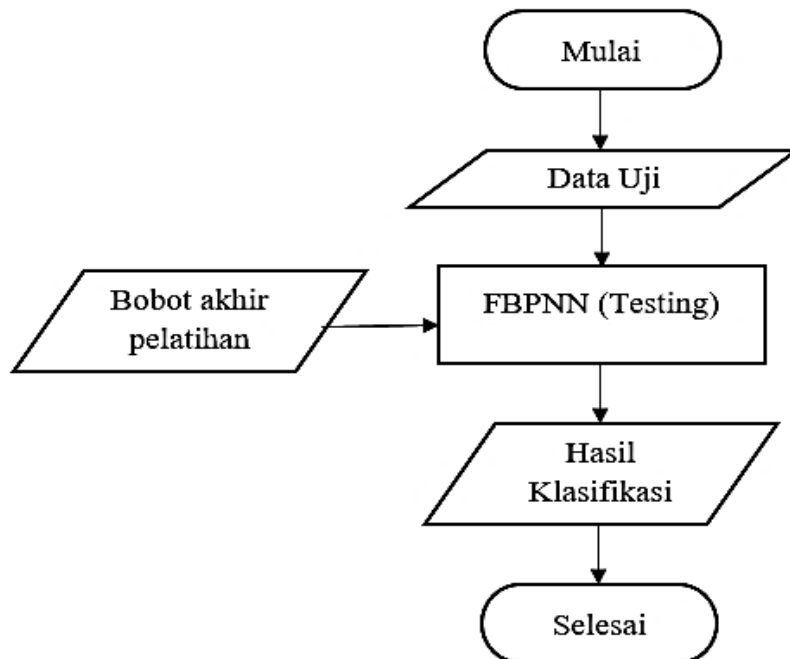 Mulai
Data Uji
Bobot akhir
pelatihan
FBPNN (Testing)
Hasil
Klasifikasi
Selesai